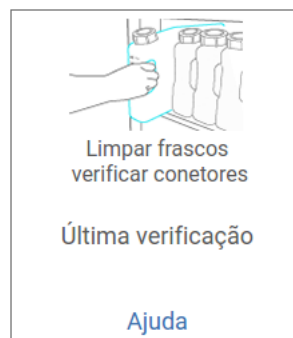 Limpar frascos
verificar conetores
Última verificação
Ajuda